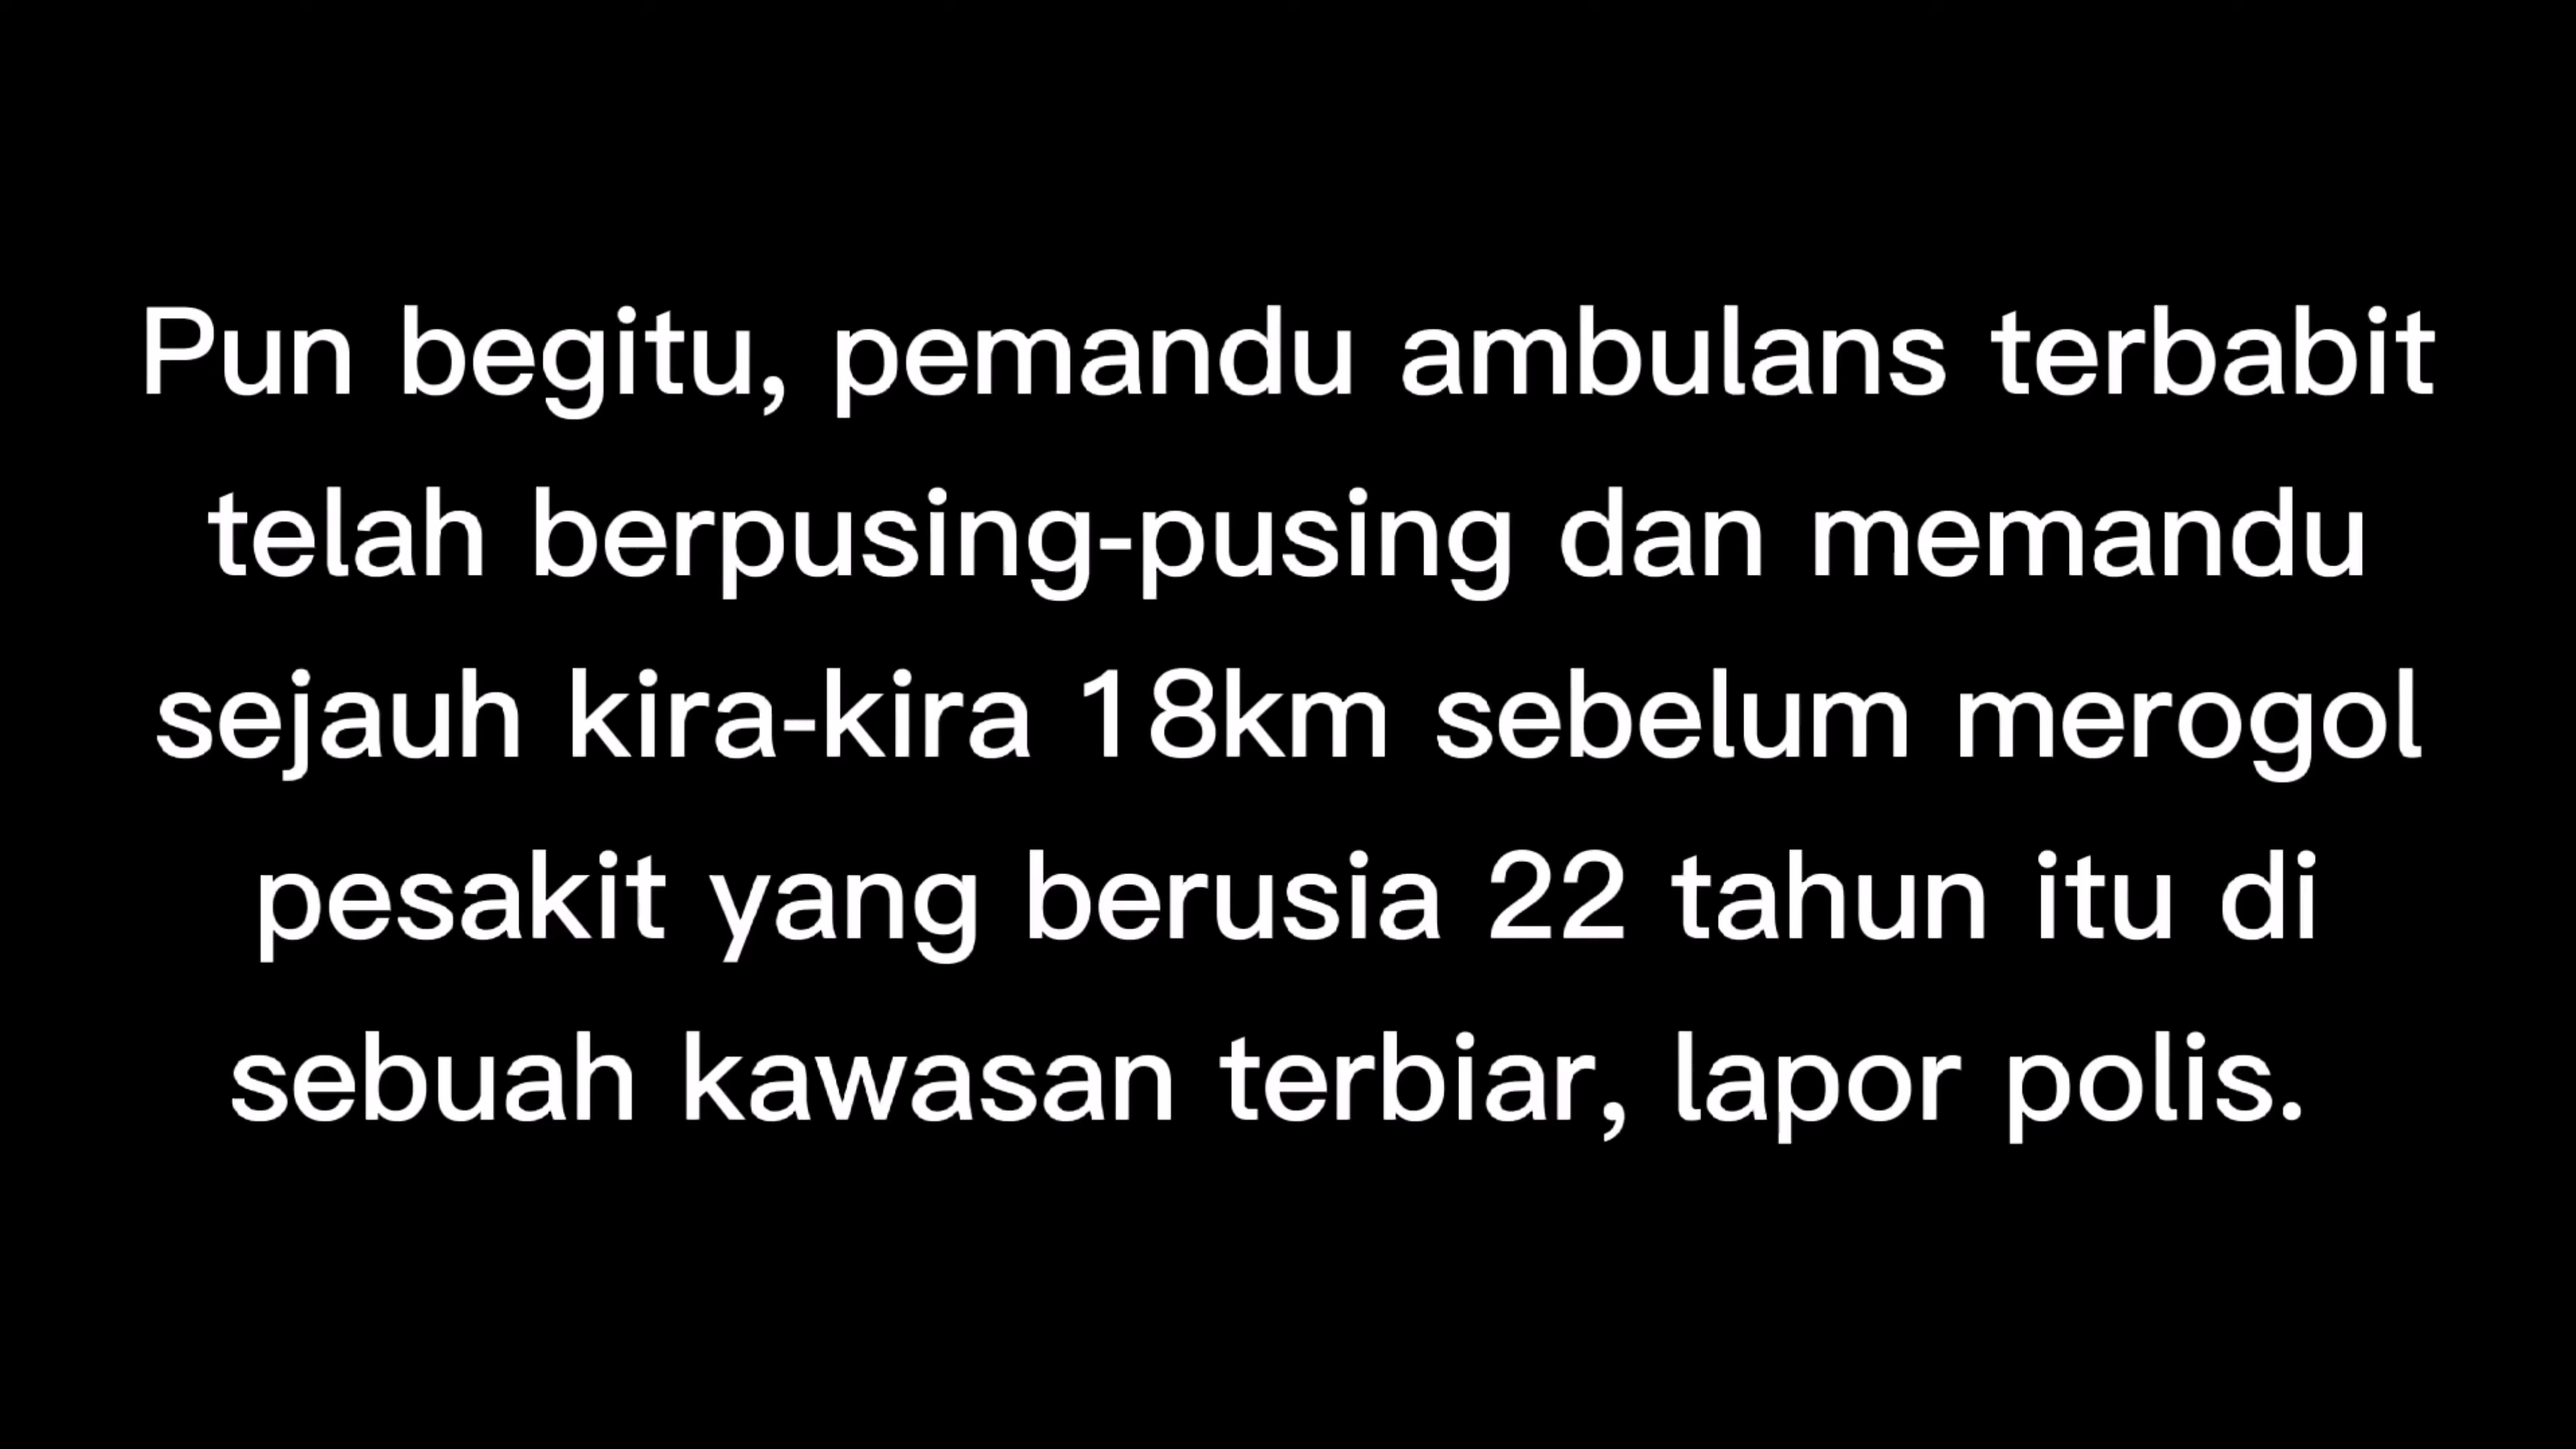 Pun begitu, pemandu ambulans terbabit
telah berpusing-pusing dan memandu
sejauh kira-kira 18km sebelum merogol
pesakit yang berusia 22 tahun itu di
sebuah kawasan terbiar, lapor polis.